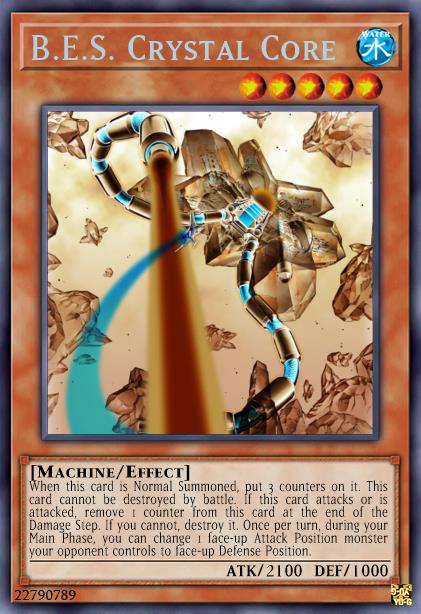 B.E.S. CRYSTAL CORE
WATER
水
[MACHINE/EFFECT]
When this card is Normal Summoned, put 3 counters on it. This
card cannot be destroyed by battle. If this card attacks or is
attacked, remove 1 counter from this card at the end of the
Damage Step. If you cannot, destroy it. Once per turn, during your
Main Phase, you can change 1 face-up Attack Position monster
your opponent controls to face-up Defense Position.
ATK/2100 DEF/1000
22790789